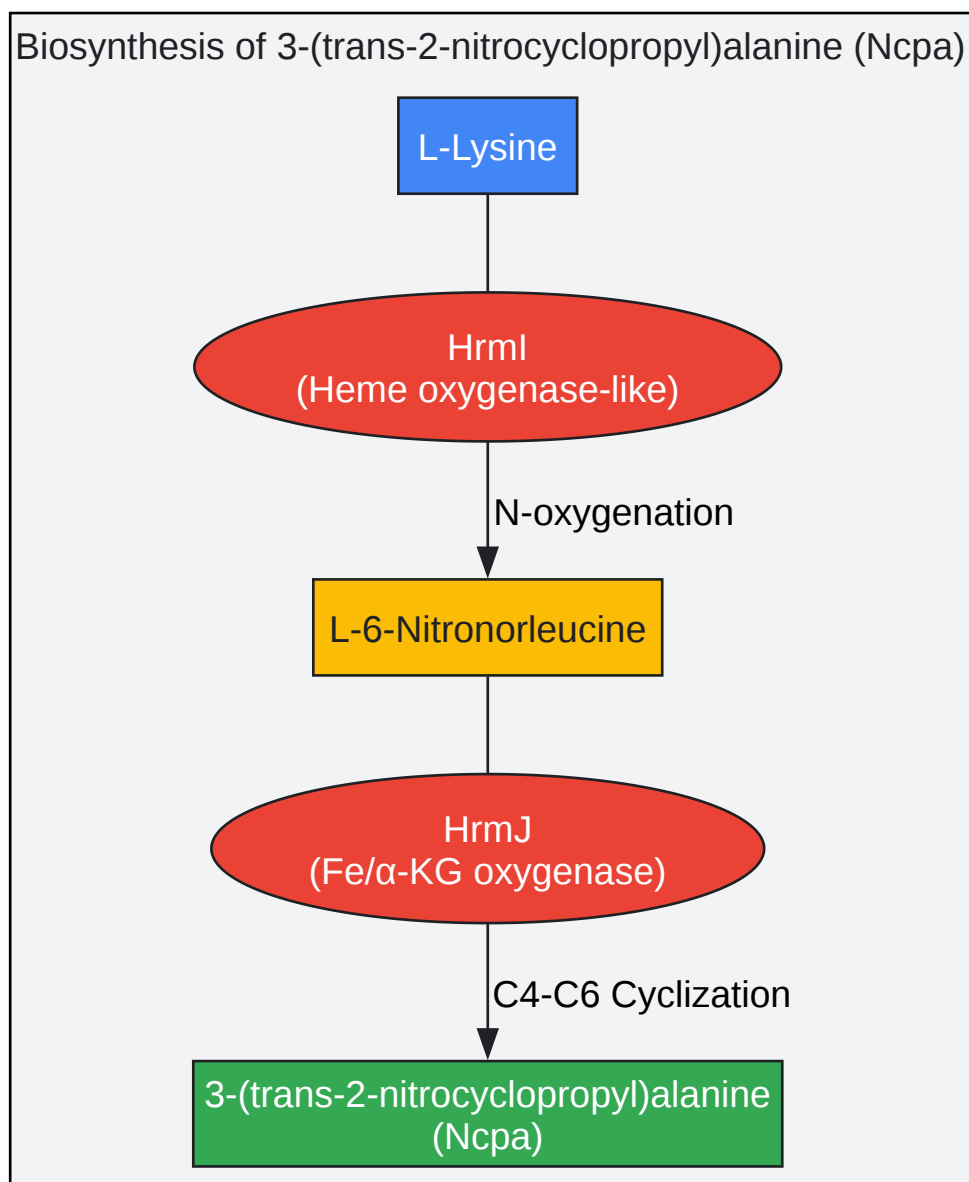 Biosynthesis of 3-(trans-2-nitrocyclopropyl)alanine (Ncpa)
L-Lysine
HrmI
(Heme oxygenase-like)
N-oxygenation
L-6-Nitronorleucine
HrmJ
(Fe/α-KG oxygenase)
C4-C6 Cyclization
3-(trans-2-nitrocyclopropyl)alanine
(Ncpa)